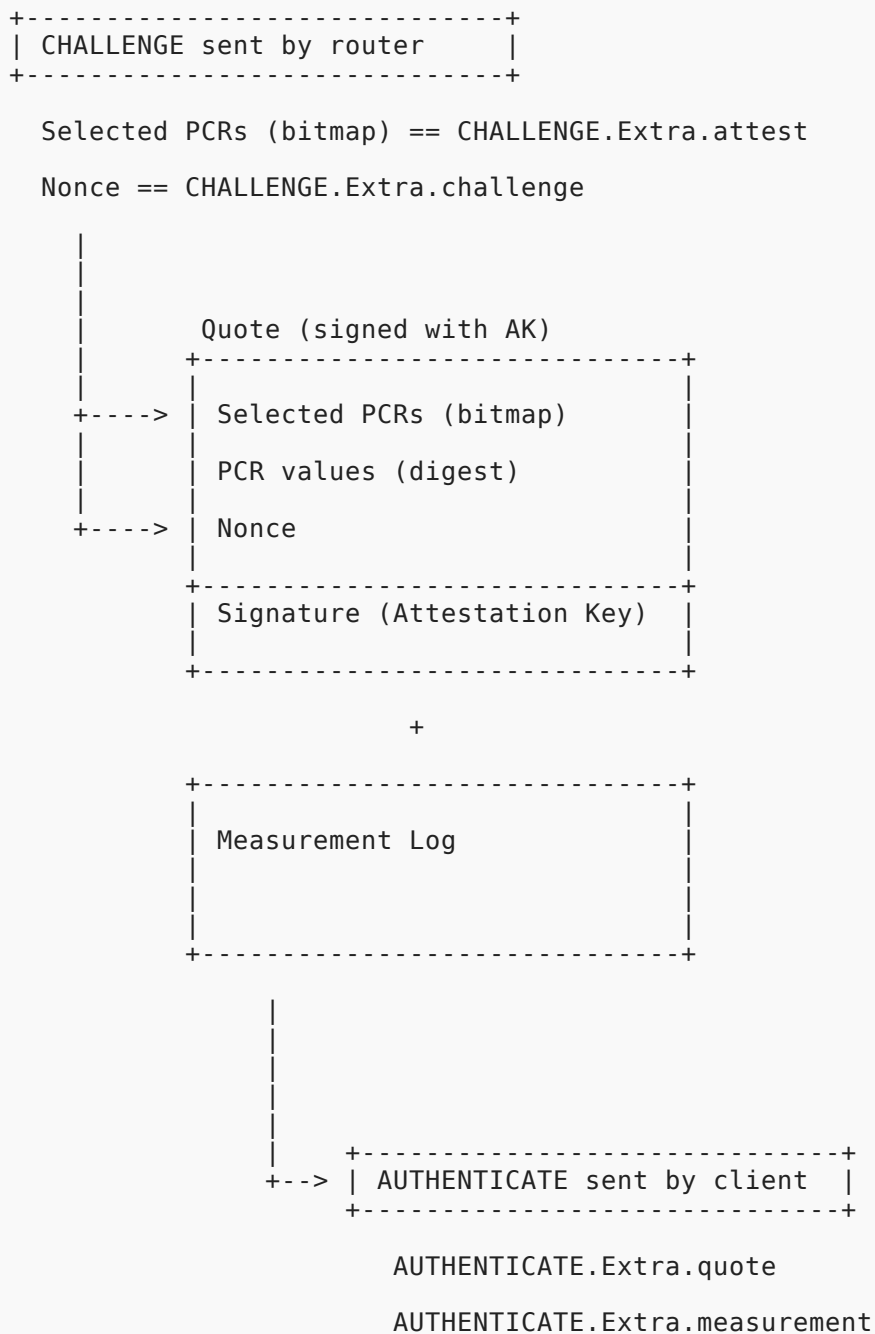 CHALLENGE sent by router
Selected PCRs (bitmap) == CHALLENGE.Extra.attest
Nonce == CHALLENGE.Extra.challenge
Quote (signed with AK)
Selected PCRs (bitmap)
PCR values (digest)
Nonce
Signature (Attestation Key)
+
Measurement Log
AUTHENTICATE sent by client
AUTHENTICATE.Extra.quote
AUTHENTICATE.Extra.measurement